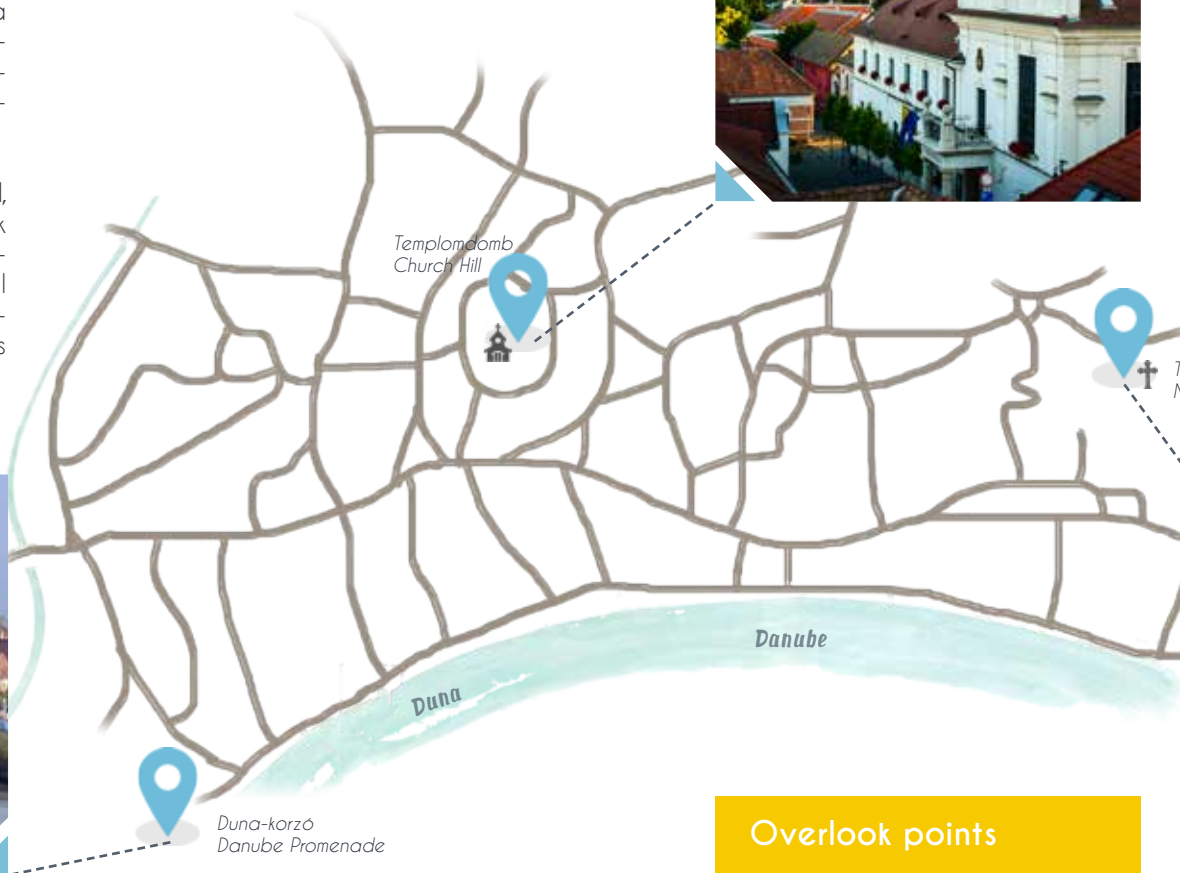 Templomdomb
Church Hill
Danube
Duna
Duna-korzó
Danube Promenade
Overlook points